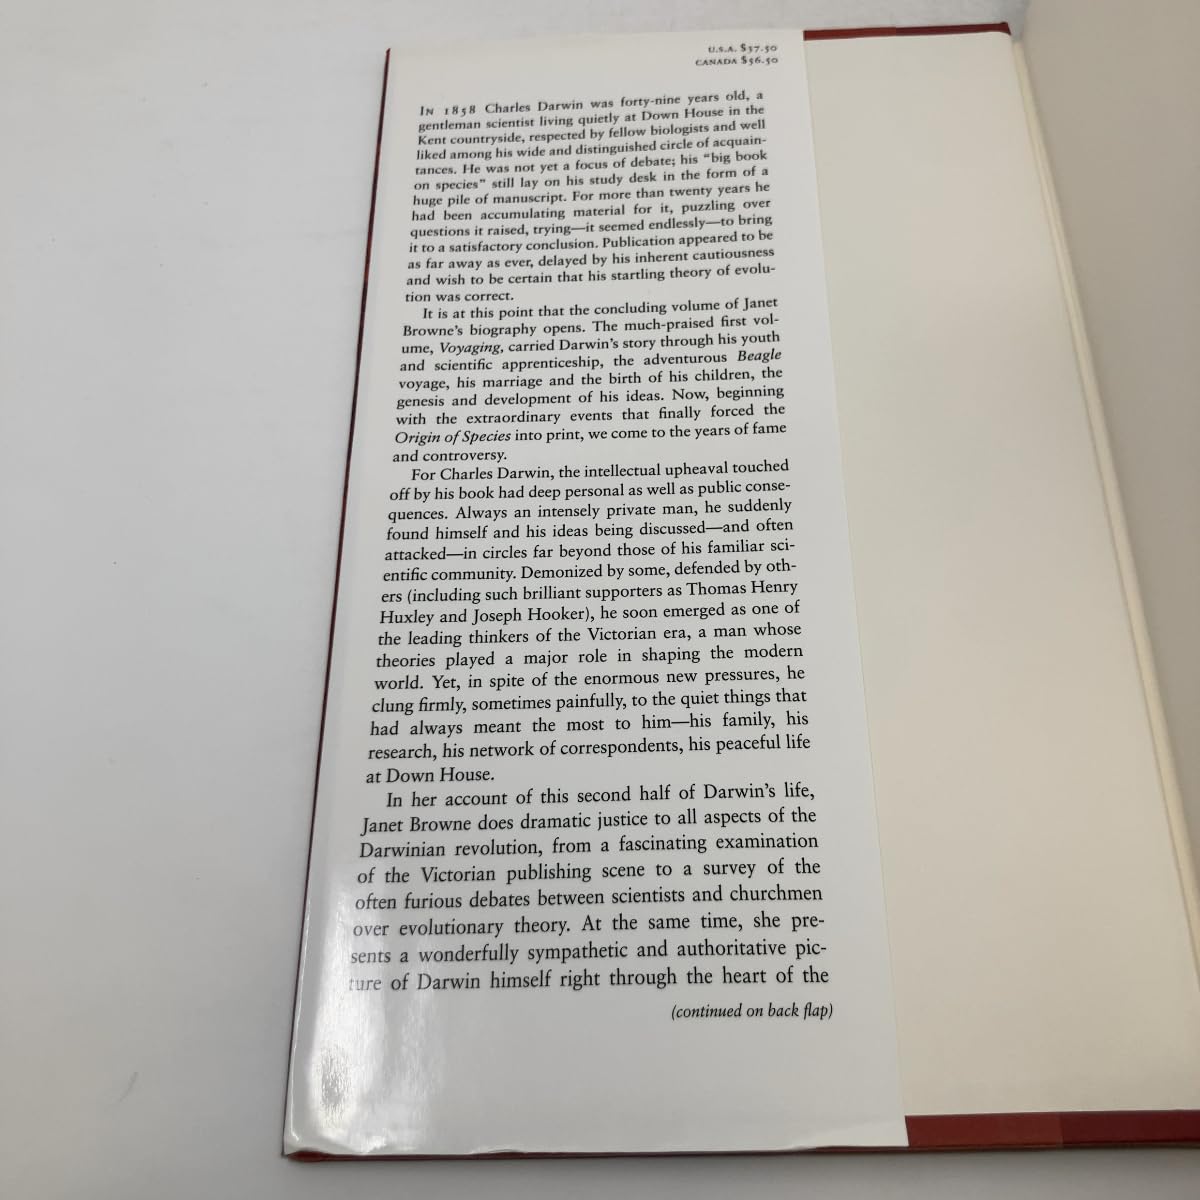 U.S.A. $37.50
CANADA $56.50
IN 1858 Charles Darwin was forty-nine years old, a
gentleman scientist living quietly at Down House in the
Kent countryside, respected by fellow biologists and well
liked among his wide and distinguished circle of acquain-
tances. He was not yet a focus of debate; his “big book
on species” still lay on his study desk in the form of a
huge pile of manuscript. For more than twenty years he
had been accumulating material for it, puzzling over
questions it raised, trying—it seemed endlessly—to bring
it to a satisfactory conclusion. Publication appeared to be
as far away as ever, delayed by his inherent cautiousness
and wish to be certain that his startling theory of evolu-
tion was correct.
It is at this point that the concluding volume of Janet
Browne’s biography opens. The much-praised first vol-
ume, Voyaging, carried Darwin’s story through his youth
and scientific apprenticeship, the adventurous Beagle
voyage, his marriage and the birth of his children, the
genesis and development of his ideas. Now, beginning
with the extraordinary events that finally forced the
Origin of Species into print, we come to the years of fame
and controversy.
For Charles Darwin, the intellectual upheaval touched
off by his book had deep personal as well as public conse-
quences. Always an intensely private man, he suddenly
found himself and his ideas being discussed—and often
attacked—in circles far beyond those of his familiar sci-
entific community. Demonized by some, defended by oth-
ers (including such brilliant supporters as Thomas Henry
Huxley and Joseph Hooker), he soon emerged as one of
the leading thinkers of the Victorian era, a man whose
theories played a major role in shaping the modern
world. Yet, in spite of the enormous new pressures, he
clung firmly, sometimes painfully, to the quiet things that
had always meant the most to him—his family, his
research, his network of correspondents, his peaceful life
at Down House.
In her account of this second half of Darwin’s life,
Janet Browne does dramatic justice to all aspects of the
Darwinian revolution, from a fascinating examination
of the Victorian publishing scene to a survey of the
often furious debates between scientists and churchmen
over evolutionary theory. At the same time, she pre-
sents a wonderfully sympathetic and authoritative pic-
ture of Darwin himself right through the heart of the
(continued on back flap)